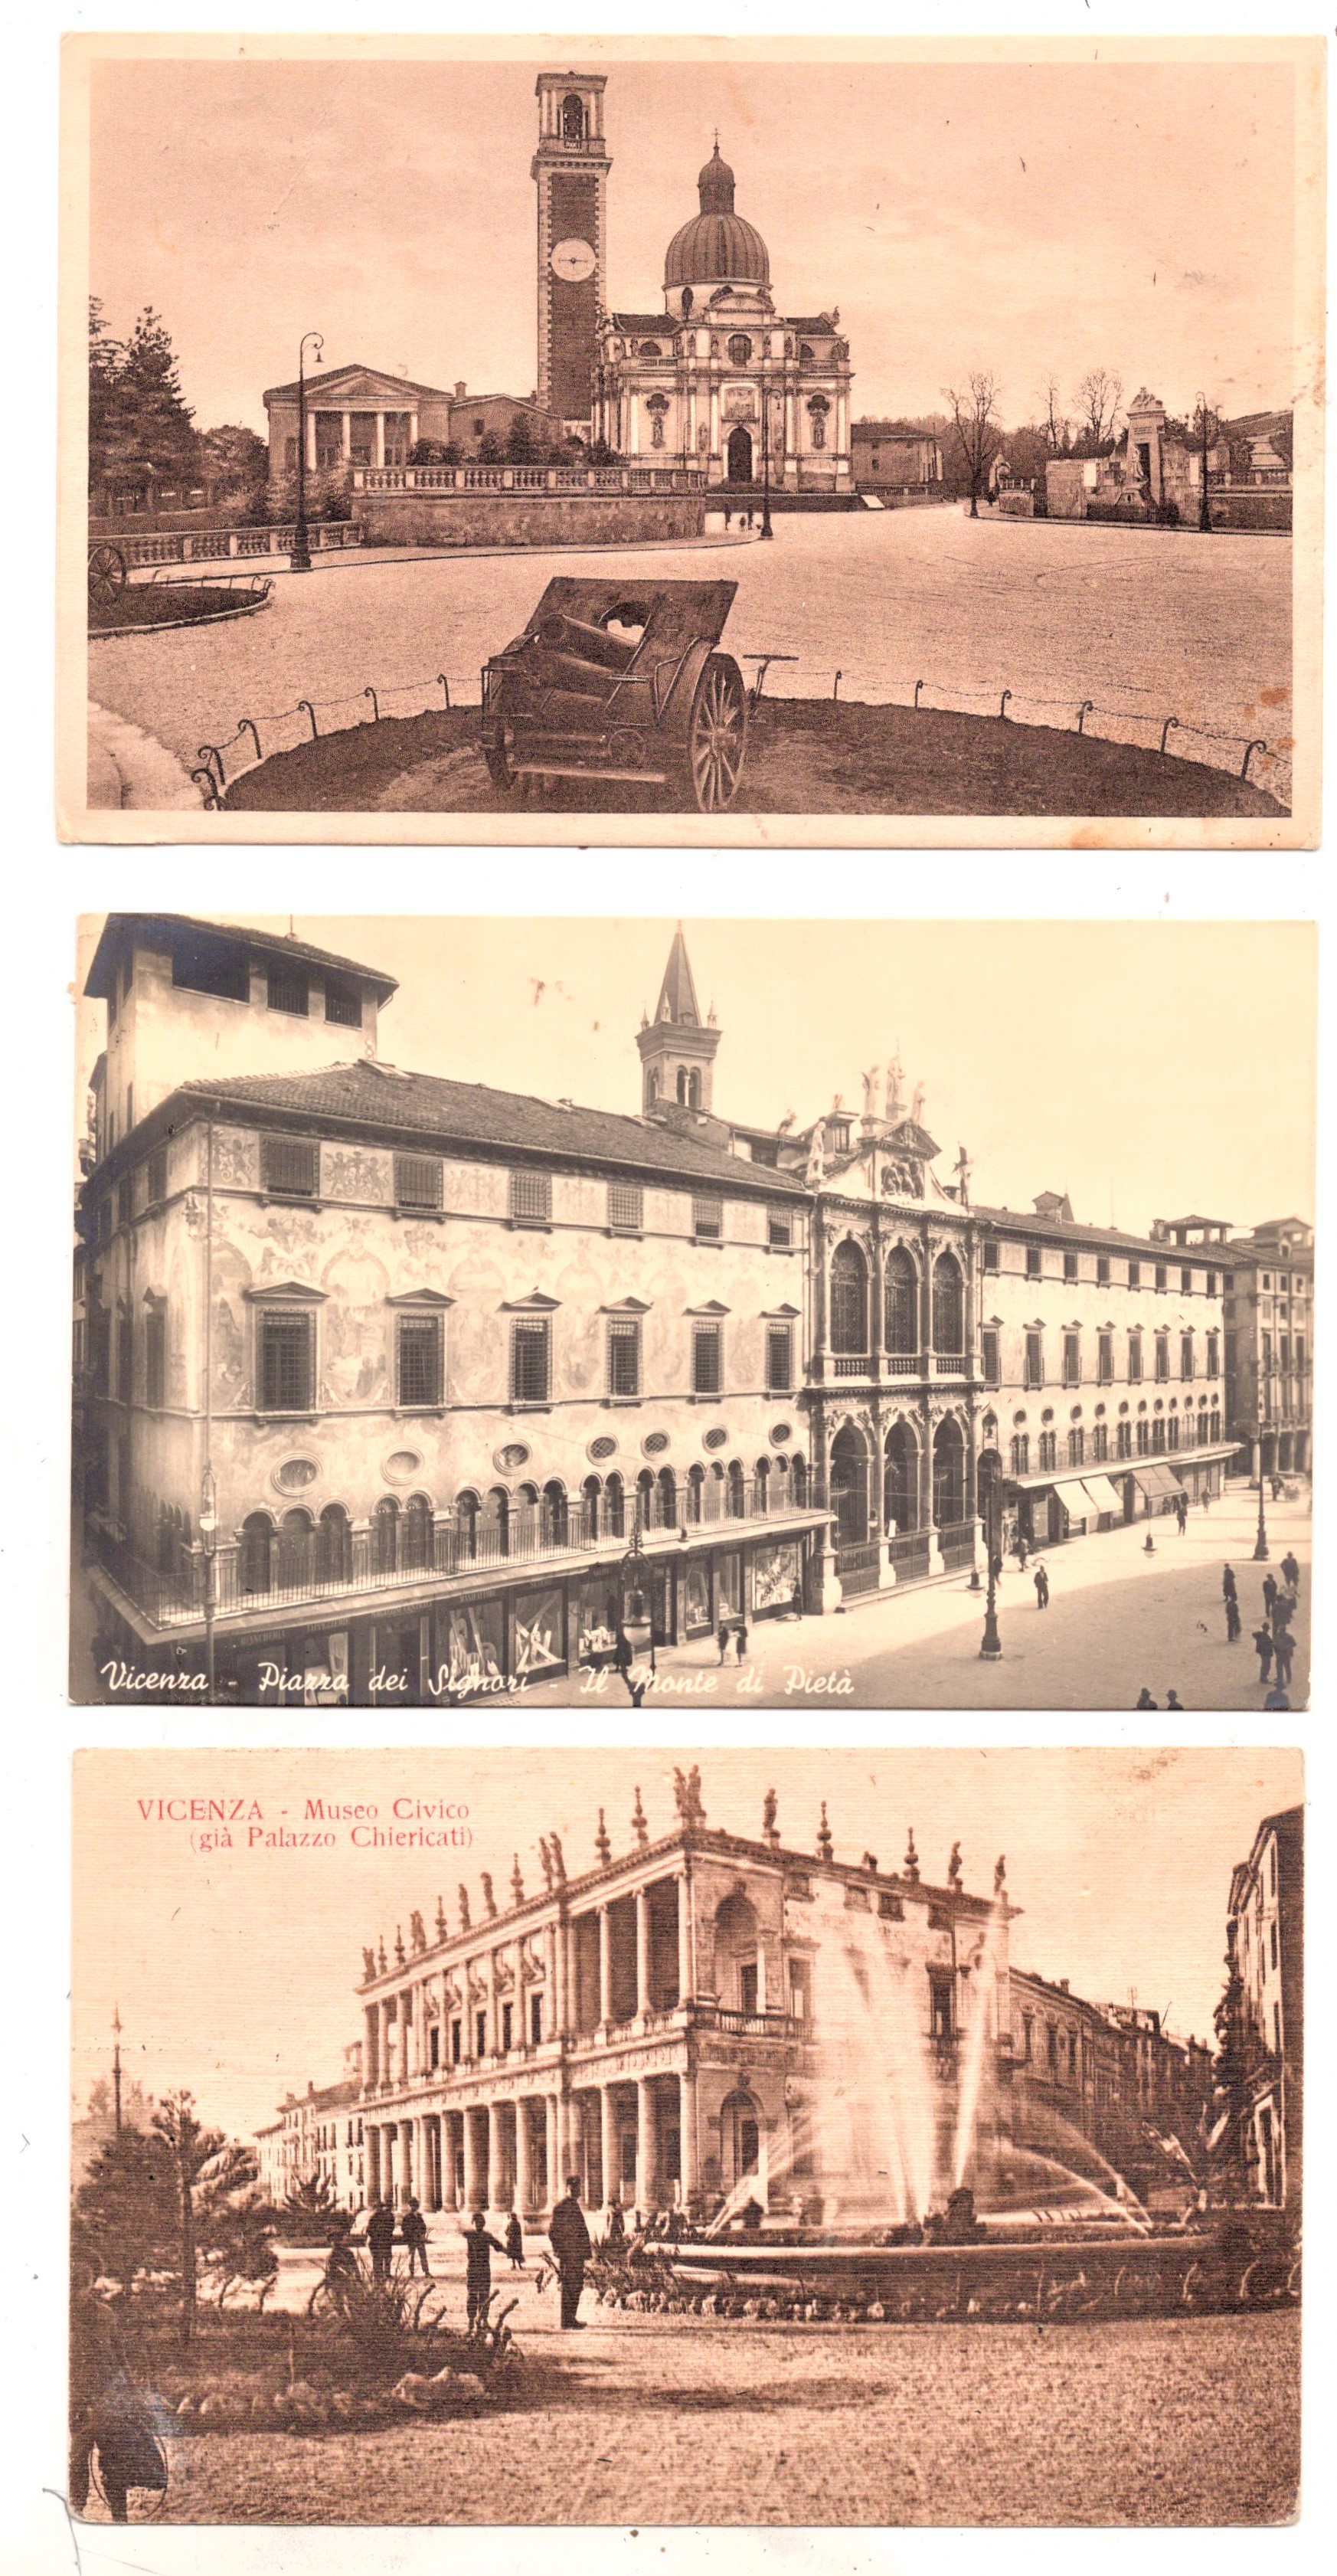 Vicenza - Piazza dei Signori - Il Monte di Pietà
VICENZA - Museo Civico
(già Palazzo Chiericati)